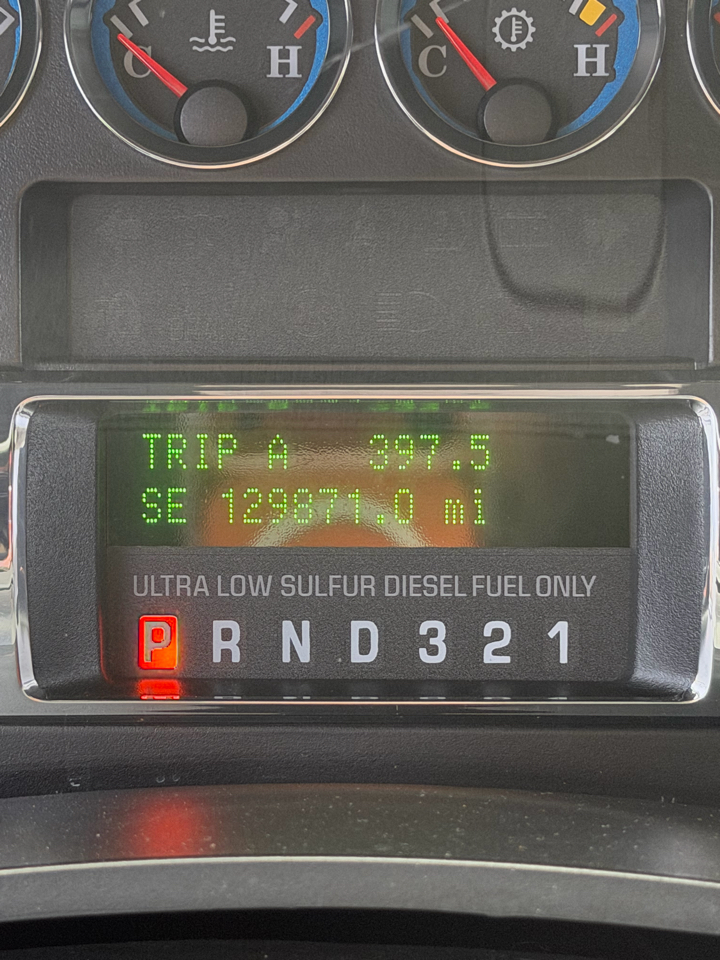 C H C H
TRIP A 397.5
SE 129871.0 mi
ULTRA LOW SULFUR DIESEL FUEL ONLY
P R N D 3 2 1